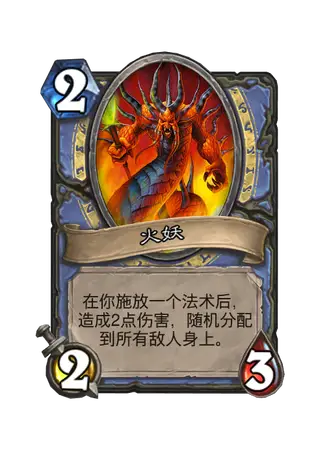 2
火妖
在你施放一个法术后，
造成2点伤害，随机分配
到所有敌人身上。
2
3